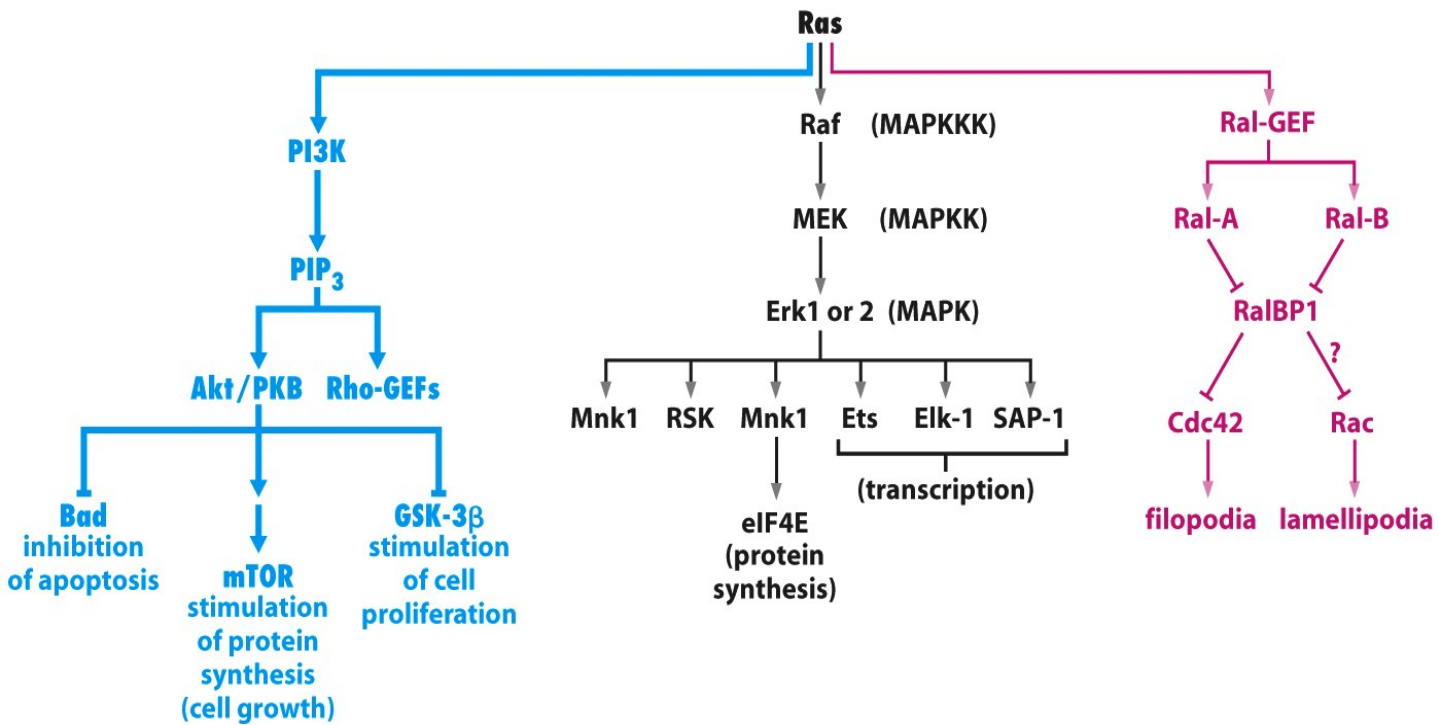 Ras
PI3K
PIP3
Akt/PKB Rho-GEFs
Bad
inhibition
of apoptosis
mTOR
stimulation
of protein
synthesis
(cell growth)
GSK-3β
stimulation
of cell
proliferation
Raf (MAPKKK)
MEK (MAPKK)
Erk1 or 2 (MAPK)
Mnk1 RSK Mnk1 Ets Elk-1 SAP-1
(transcription)
eIF4E
(protein
synthesis)
Ral-GEF
Ral-A Ral-B
RalBP1
?
Cdc42 Rac
filopodia lamellipodia